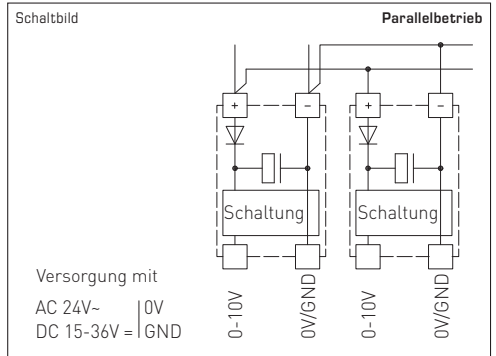 Schaltbild Parallelbetrieb
+ − + −
Schaltung Schaltung
Versorgung mit
AC 24V~ 0V
DC 15-36V = GND
0-10V 0V/GND 0-10V 0V/GND